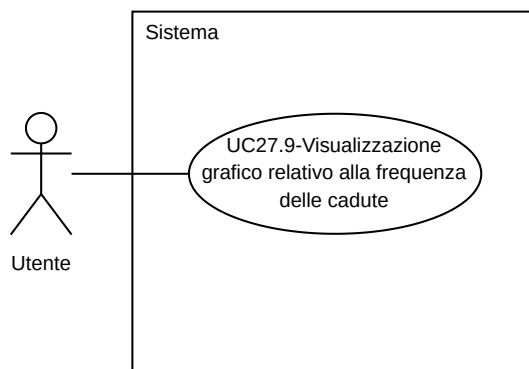 Sistema
UC27.9-Visualizzazione
grafico relativo alla frequenza
delle cadute
Utente